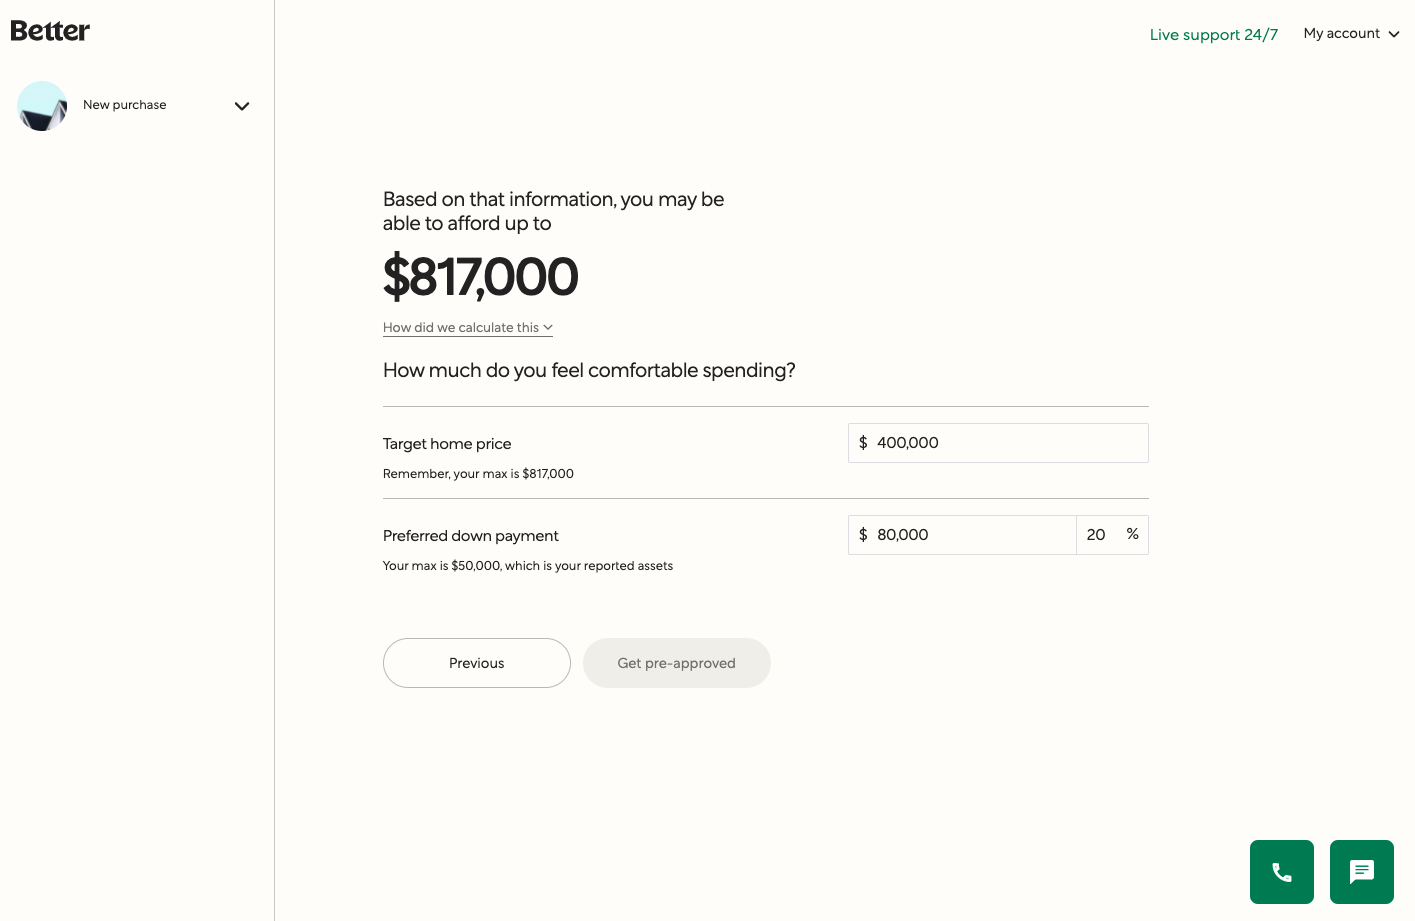 Better
Live support 24/7
My account
New purchase
Based on that information, you may be
able to afford up to
$817,000
How did we calculate this
How much do you feel comfortable spending?
Target home price
$ 400,000
Remember, your max is $817,000
Preferred down payment
$ 80,000
20 %
Your max is $50,000, which is your reported assets
Previous
Get pre-approved